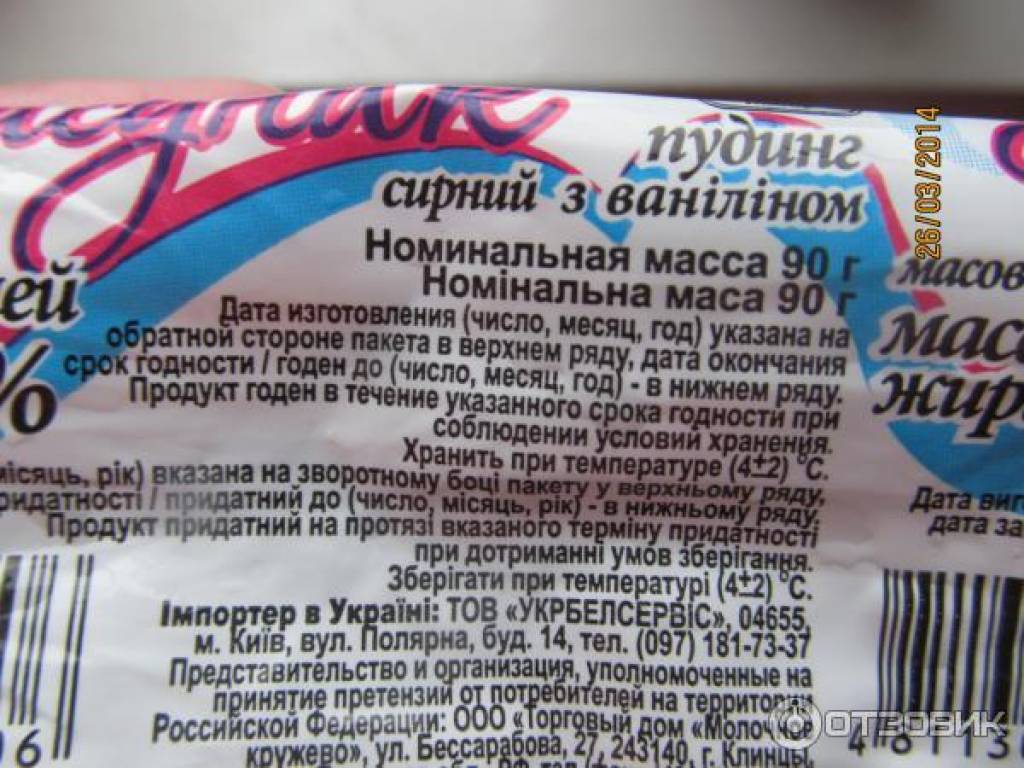 пудинг
сирний з ваніліном
Номинальная масса 90 г
Номінальна маса 90 г
Дата изготовления (число, месяц, год) указана на
обратной стороне пакета в верхнем ряду, дата окончания
срок годности / годен до (число, месяц, год) - в нижнем ряду.
Продукт годен в течение указанного срока годности при
соблюдении условий хранения.
Хранить при температуре (4±2) °С.
місяць, рік) вказана на зворотному боці пакету у верхньому ряду,
придатності / придатний до (число, місяць, рік) - в нижньому ряду.
Продукт придатний на протязі вказаного терміну придатності
при дотриманні умов зберігання.
Зберігати при температурі (4±2) °С.
Імпортер в Україні: ТОВ «УКРБЕЛСЕРВІС», 04655,
м. Київ, вул. Полярна, буд. 14, тел. (097) 181-73-37
Представительство и организация, уполномоченные на
принятие претензий от потребителей на территории
Российской Федерации: ООО «Торговый дом «Молочное
кружево», ул. Бессарабова, 27, 243140, г. Клинцы,
%
26/03/2014
Дата
дата
ОТЗОВИК